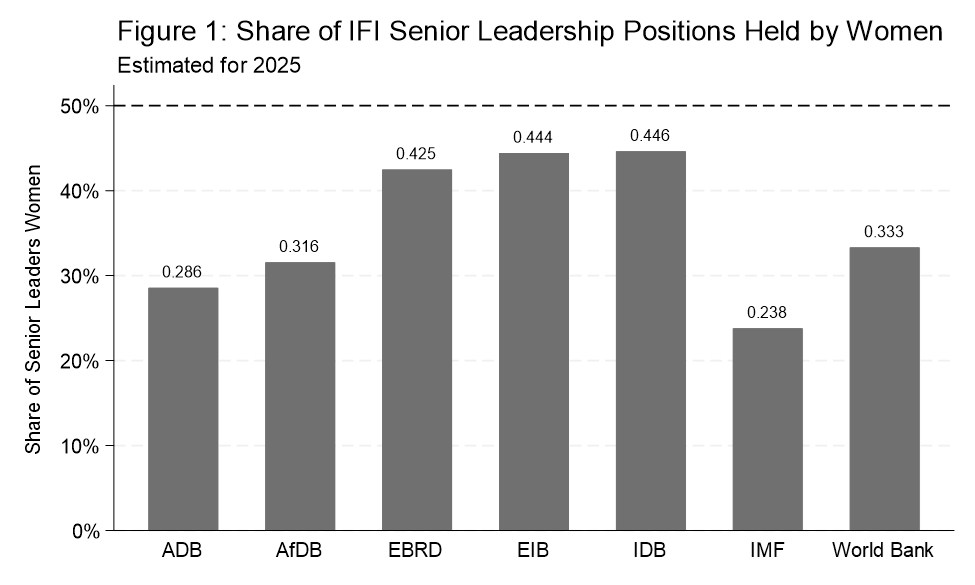 Figure 1: Share of IFI Senior Leadership Positions Held by Women
Estimated for 2025
Share of Senior Leaders Women
50%
40%
30%
20%
10%
0%
0.286
0.316
0.425
0.444
0.446
0.238
0.333
ADB
AfDB
EBRD
EIB
IDB
IMF
World Bank